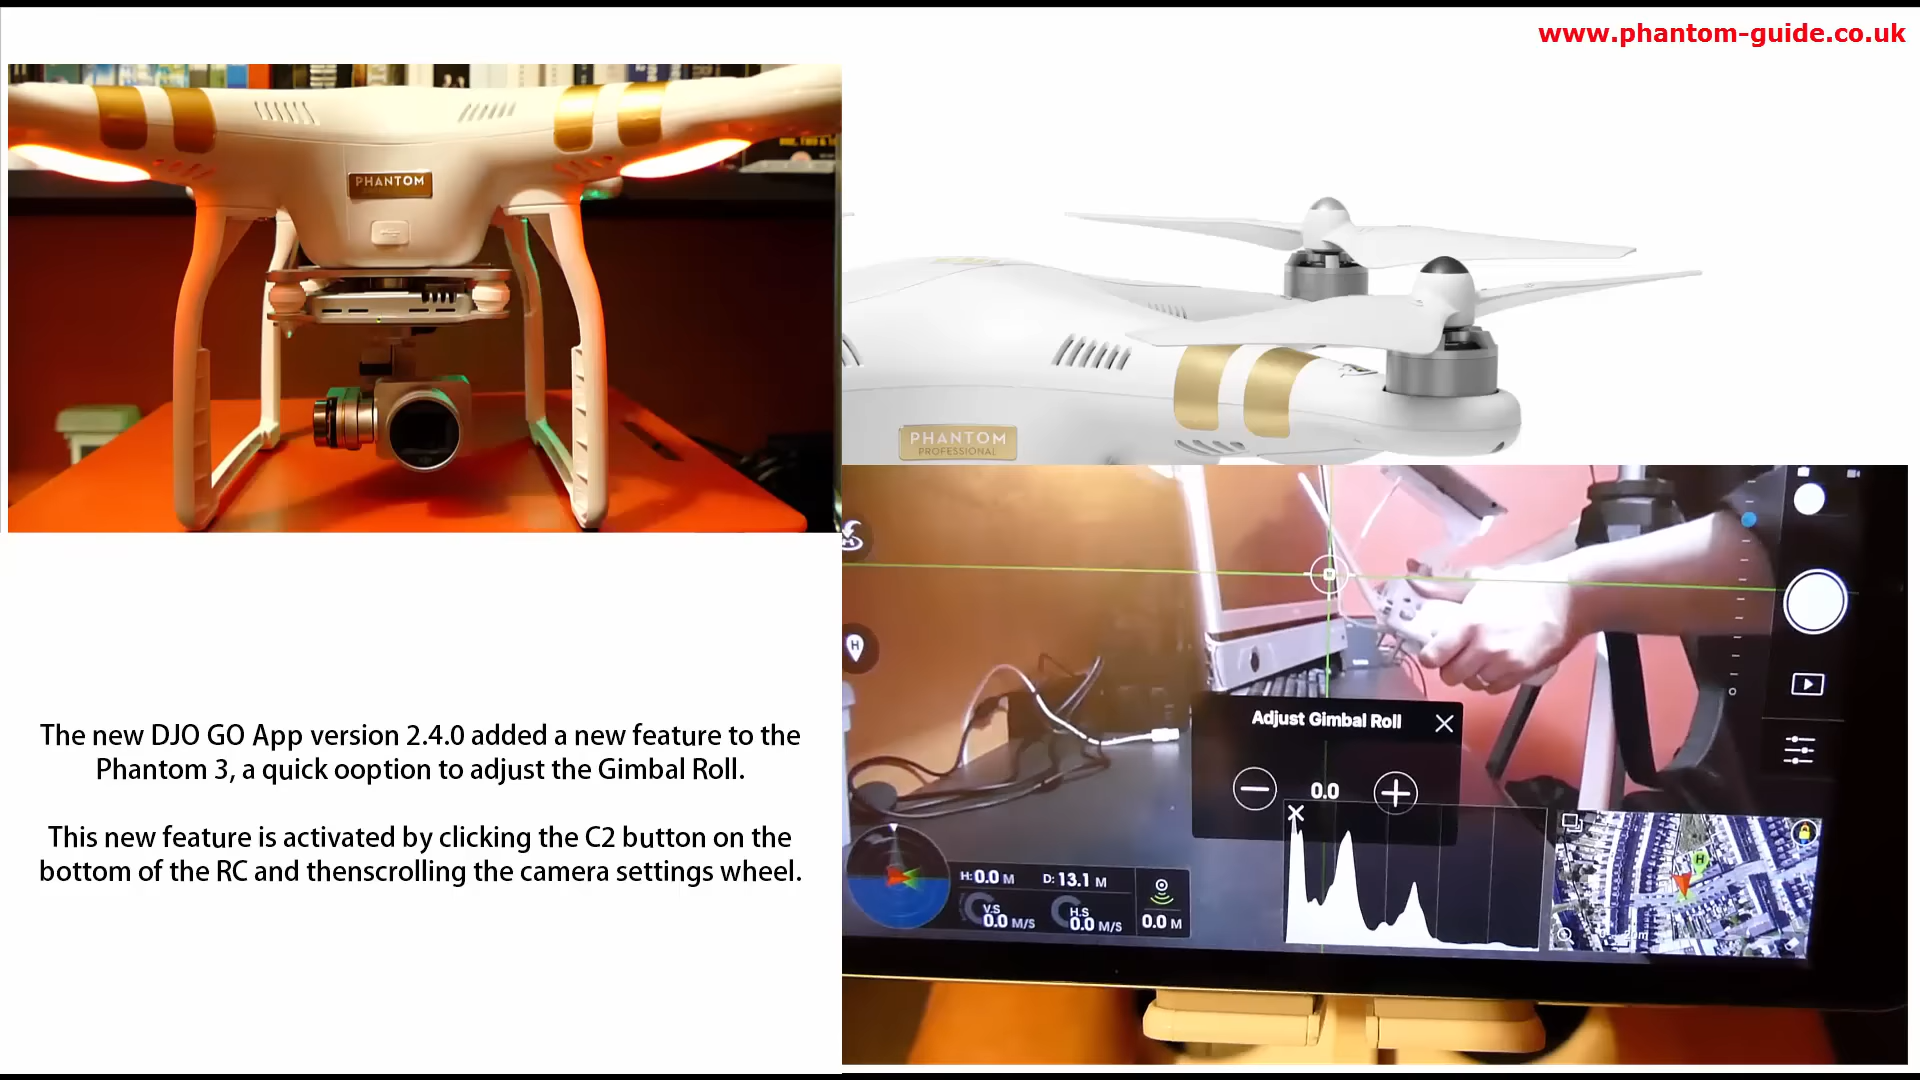 www.phantom-guide.co.uk
PHANTOM
PHANTOM
PROFESSIONAL
The new DJO GO App version 2.4.0 added a new feature to the
Phantom 3, a quick ooption to adjust the Gimbal Roll.
This new feature is activated by clicking the C2 button on the
bottom of the RC and thenscrolling the camera settings wheel.
H
Adjust Gimbal Roll
0.0
H: 0.0 M D: 13.1 M
V.S
0.0 M/S
H.S
0.0 M/S
0.0 M
H